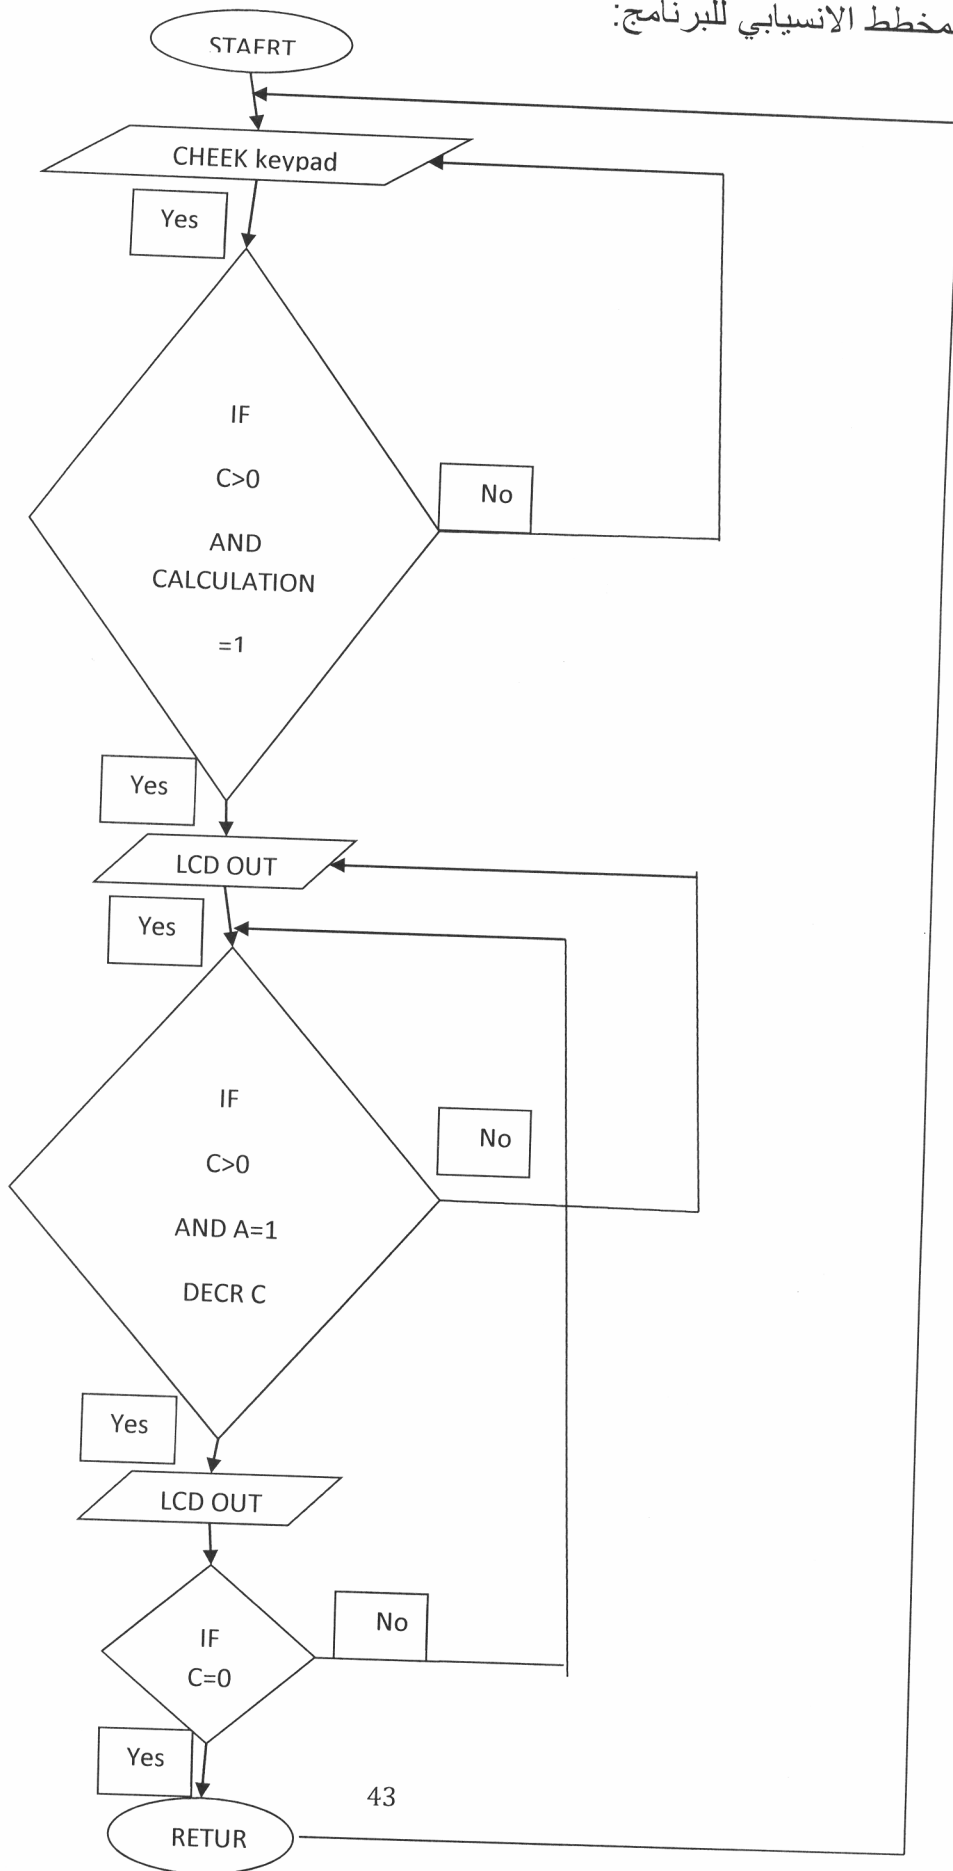 مخطط الانسيابي للبرنامج:
STAERT
CHEEK keypad
Yes
IF
C>0
No
AND
CALCULATION
=1
Yes
LCD OUT
Yes
IF
C>0
No
AND A=1
DECR C
Yes
LCD OUT
IF
No
C=0
Yes
43
RETUR